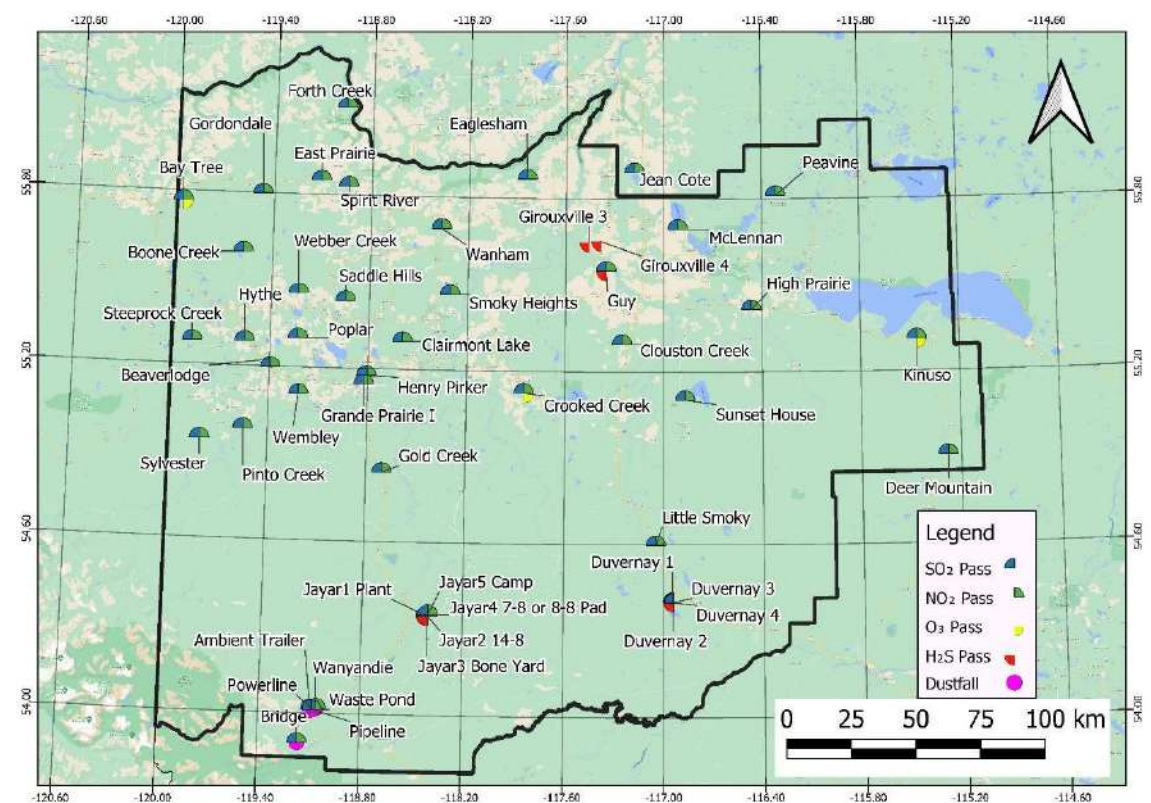 -120.60 -120.00 -119.40 -118.80 -118.20 -117.60 -117.00 -116.40 -115.80 -115.20 -114.60
Forth Creek
Gordondale
Eaglesham
East Prairie
Bay Tree
Peavine
Jean Cote
55.80
55.80
Spirit River
Girouxville 3
Webber Creek
McLennan
Boone Creek
Wanham
Girouxville 4
Saddle Hills
High Prairie
Hythe
Smoky Heights
Guy
Steeprock Creek
Poplar
Clairmont Lake
Clouston Creek
55.20
55.20
Beaverlodge
Kinuso
Henry Pirker
Crooked Creek
Grande Prairie I
Sunset House
Wembley
Gold Creek
Sylvester
Pinto Creek
Deer Mountain
Little Smoky
54.60
54.60
Legend
Duvernay 1
SO₂ Pass
Jayar5 Camp
Duvernay 3
Jayar1 Plant
NO₂ Pass
Jayar4 7-8 or 8-8 Pad
Duvernay 4
O₃ Pass
Ambient Trailer
Jayar2 14-8
Duvernay 2
H₂S Pass
Wanyandie
Jayar3 Bone Yard
Dustfall
Powerline
Waste Pond
54.00
54.00
Bridge
Pipeline
0 25 50 75 100 km
-120.60 -120.00 -119.40 -118.80 -118.20 -117.60 -117.00 -116.40 -115.80 -115.20 -114.60